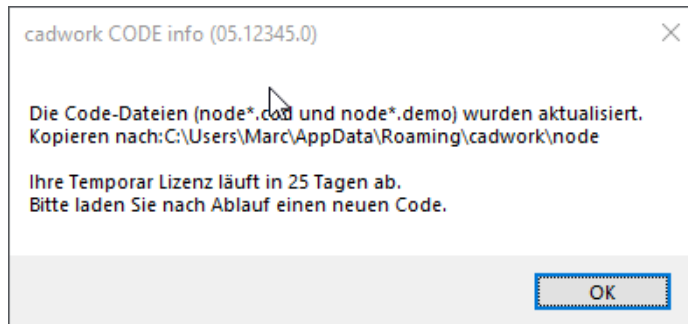 cadwork CODE info (05.12345.0)
Die Code-Dateien (node*.cod und node*.demo) wurden aktualisiert.
Kopieren nach:C:\Users\Marc\AppData\Roaming\cadwork\node
Ihre Temporar Lizenz läuft in 25 Tagen ab.
Bitte laden Sie nach Ablauf einen neuen Code.
OK